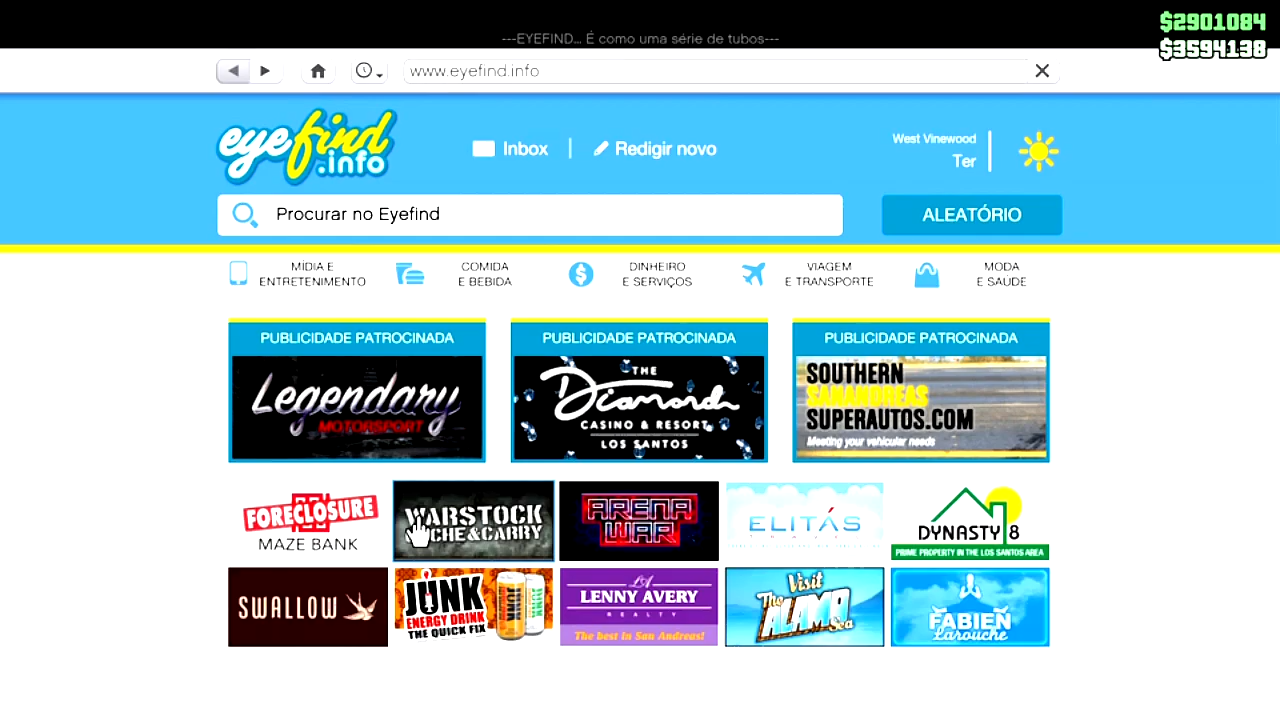 $2901084
---EYEFIND... É como uma série de tubos---
$3594138
www.eyefind.info
eyefind
.info
Inbox
Redigir novo
West Vinewood
Ter
Procurar no Eyefind
ALEATÓRIO
MÍDIA E
ENTRETENIMENTO
COMIDA
E BEBIDA
DINHEIRO
E SERVIÇOS
VIAGEM
E TRANSPORTE
MODA
E SAÚDE
PUBLICIDADE PATROCINADA
Legendary
MOTORSPORT
PUBLICIDADE PATROCINADA
THE
Diamond
CASINO & RESORT
LOS SANTOS
PUBLICIDADE PATROCINADA
SOUTHERN
SANANDREAS
SUPERAUTOS.COM
Meeting your vehicular needs
FORECLOSURE
MAZE BANK
WARSTOCK
CHE & CARRY
ARENA
WAR
ELITÁS
DYNASTY 8
PRIME PROPERTY IN THE LOS SANTOS AREA
SWALLOW
JUNK
ENERGY DRINK
THE QUICK FIX
JUNK
LA
LENNY AVERY
REALTY
The best in San Andreas!
Visit
The
ALAMO
Sea
FABIEN
Larouche